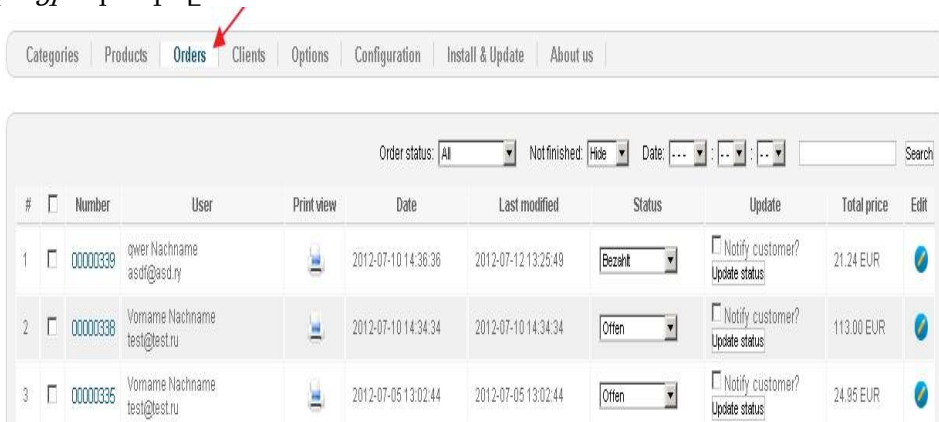 Categories Products Orders Clients Options Configuration Install & Update About us
Order status: All Not finished: Hide Date: --- : -- : -- Search
# Number User Print view Date Last modified Status Update Total price Edit
1 00000339 qwer Nachname 2012-07-10 14:36:36 2012-07-12 13:25:49 Bezahlt Notify customer? 21.24 EUR
asdf@asd.ry Update status
2 00000338 Vorname Nachname 2012-07-10 14:34:34 2012-07-10 14:34:34 Offen Notify customer? 113.00 EUR
test@test.ru Update status
3 00000335 Vorname Nachname 2012-07-05 13:02:44 2012-07-05 13:02:44 Offen Notify customer? 24.95 EUR
test@test.ru Update status